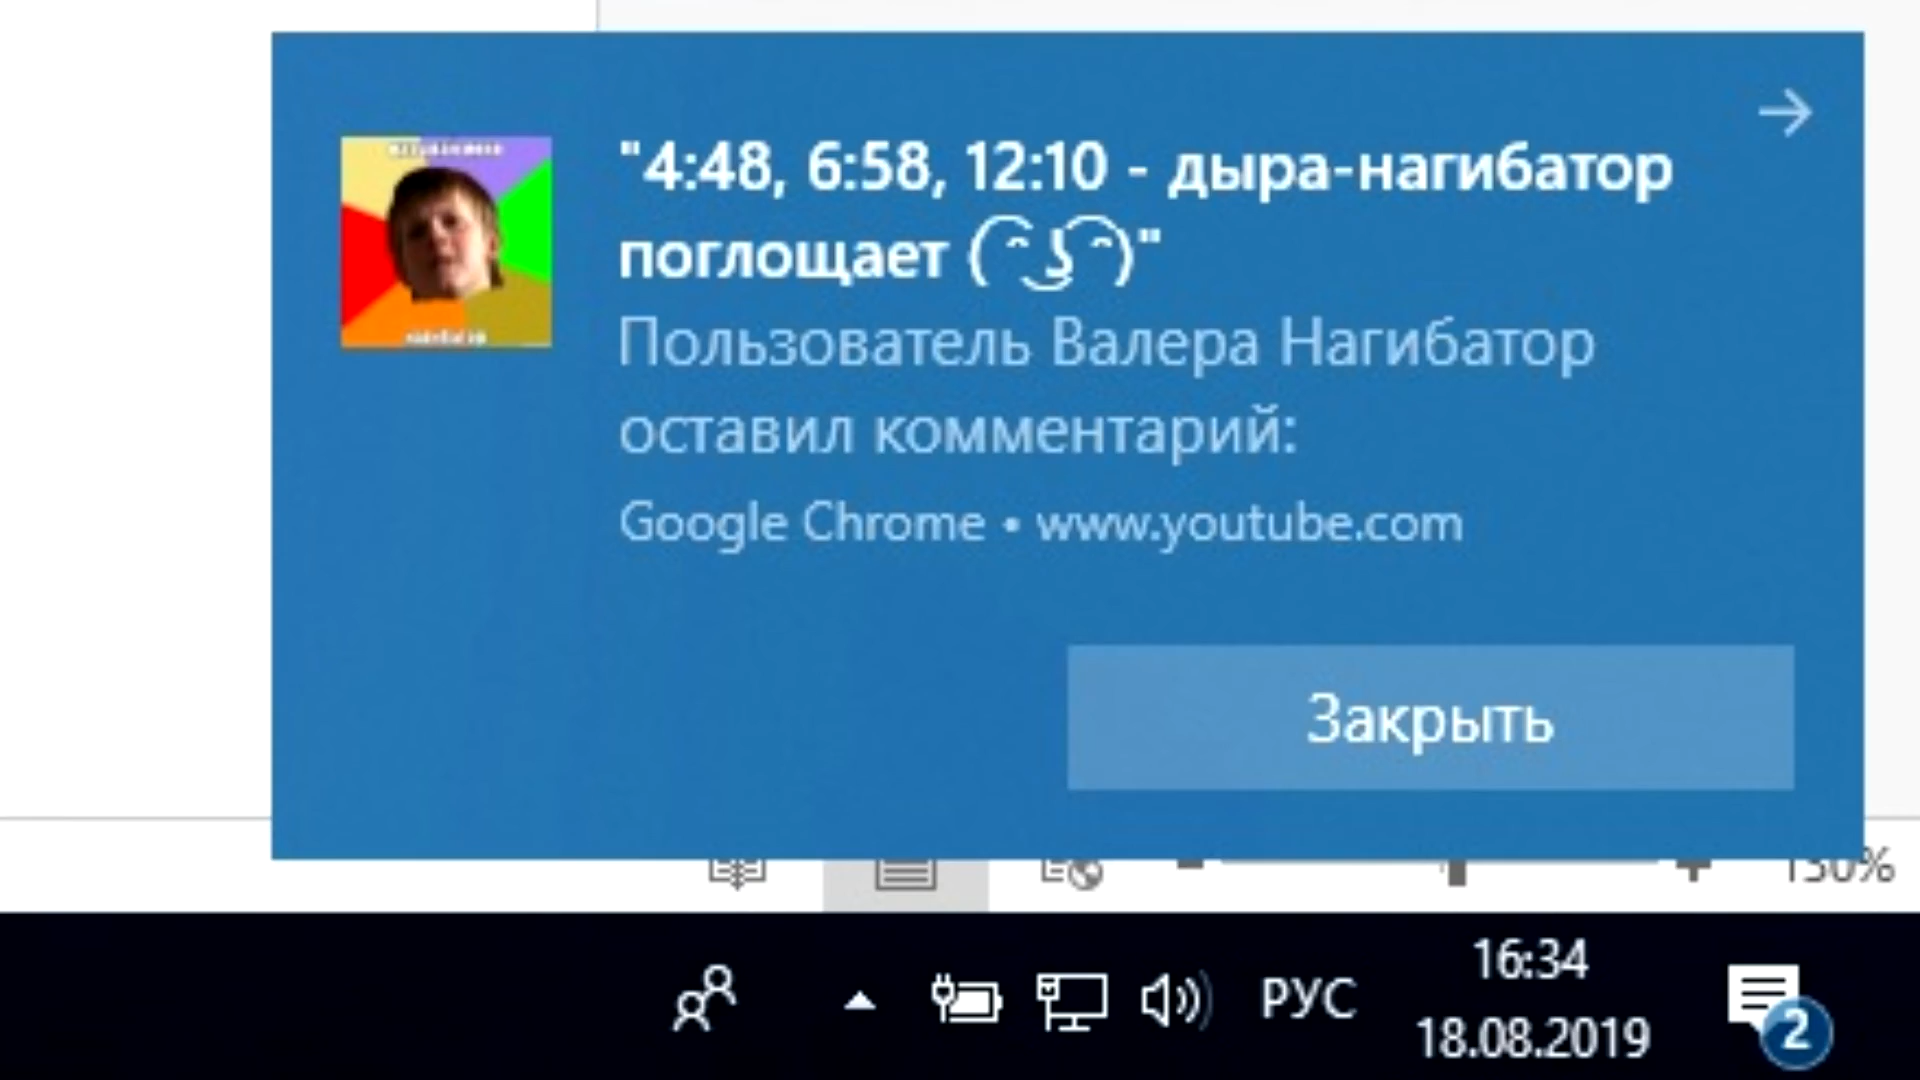 "4:48, 6:58, 12:10 - дыра-нагибатор
поглощает ( ͡ᵔ ͜ʖ ͡ᵔ)"
Пользователь Валера Нагибатор
оставил комментарий:
Google Chrome • www.youtube.com
Закрыть
150%
РУС
16:34
18.08.2019
2